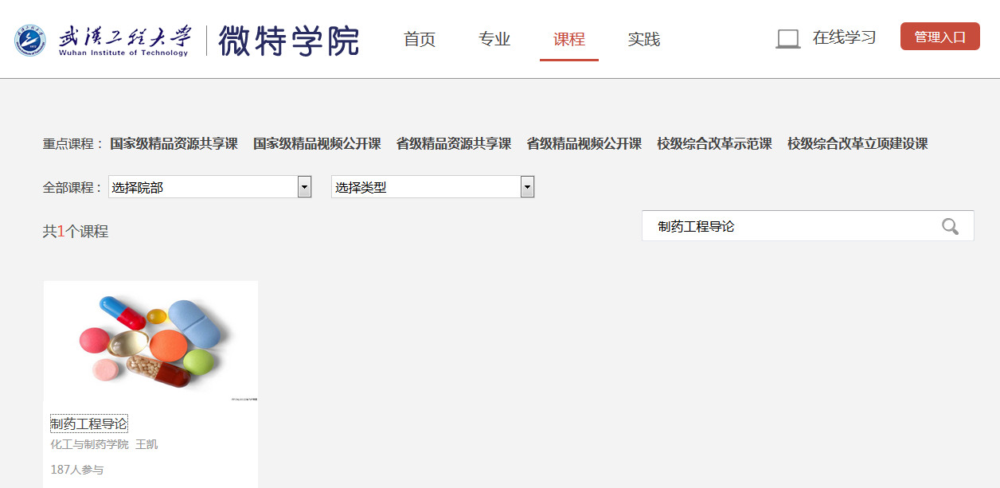 武汉工程大学
Wuhan Institute of Technology
微特学院
首页 专业 课程 实践
在线学习
管理入口
重点课程： 国家级精品资源共享课 国家级精品视频公开课 省级精品资源共享课 省级精品视频公开课 校级综合改革示范课 校级综合改革立项建设课
全部课程： 选择院部 选择类型
共1个课程
制药工程导论
制药工程导论
化工与制药学院 王凯
187人参与